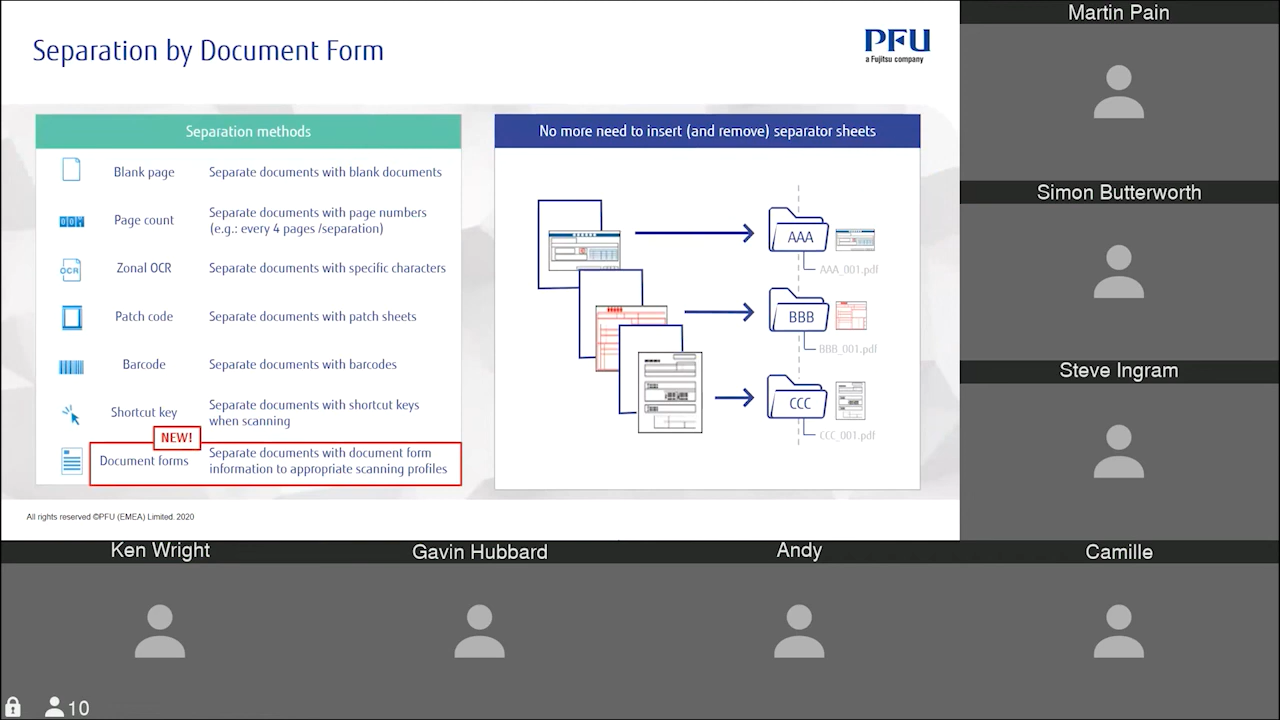 Separation by Document Form
PFU
a Fujitsu company
Separation methods
Blank page
Separate documents with blank documents
Page count
Separate documents with page numbers
(e.g.: every 4 pages /separation)
OCR
Zonal OCR
Separate documents with specific characters
Patch code
Separate documents with patch sheets
Barcode
Separate documents with barcodes
Shortcut key
Separate documents with shortcut keys
when scanning
NEW!
Document forms
Separate documents with document form
information to appropriate scanning profiles
No more need to insert (and remove) separator sheets
AAA
AAA_001.pdf
BBB
BBB_001.pdf
CCC
CCC_001.pdf
All rights reserved ©PFU (EMEA) Limited. 2020
Martin Pain
Simon Butterworth
Steve Ingram
Ken Wright
Gavin Hubbard
Andy
Camille
10